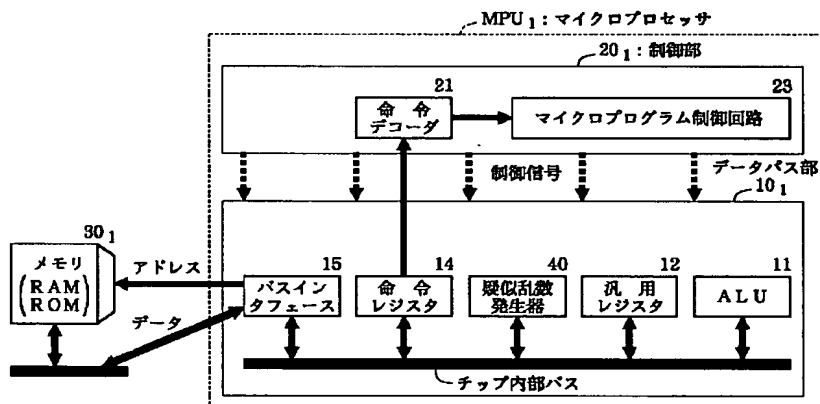 MPU₁：マイクロプロセッサ
20₁：制御部
21
23
命 令
デコーダ
マイクロプログラム制御回路
制御信号
データパス部
10₁
30₁
メモリ
(RAM
ROM)
アドレス
データ
15
バスイン
タフェース
14
命 令
レジスタ
40
疑似乱数
発生器
12
汎 用
レジスタ
11
ALU
チップ内部バス